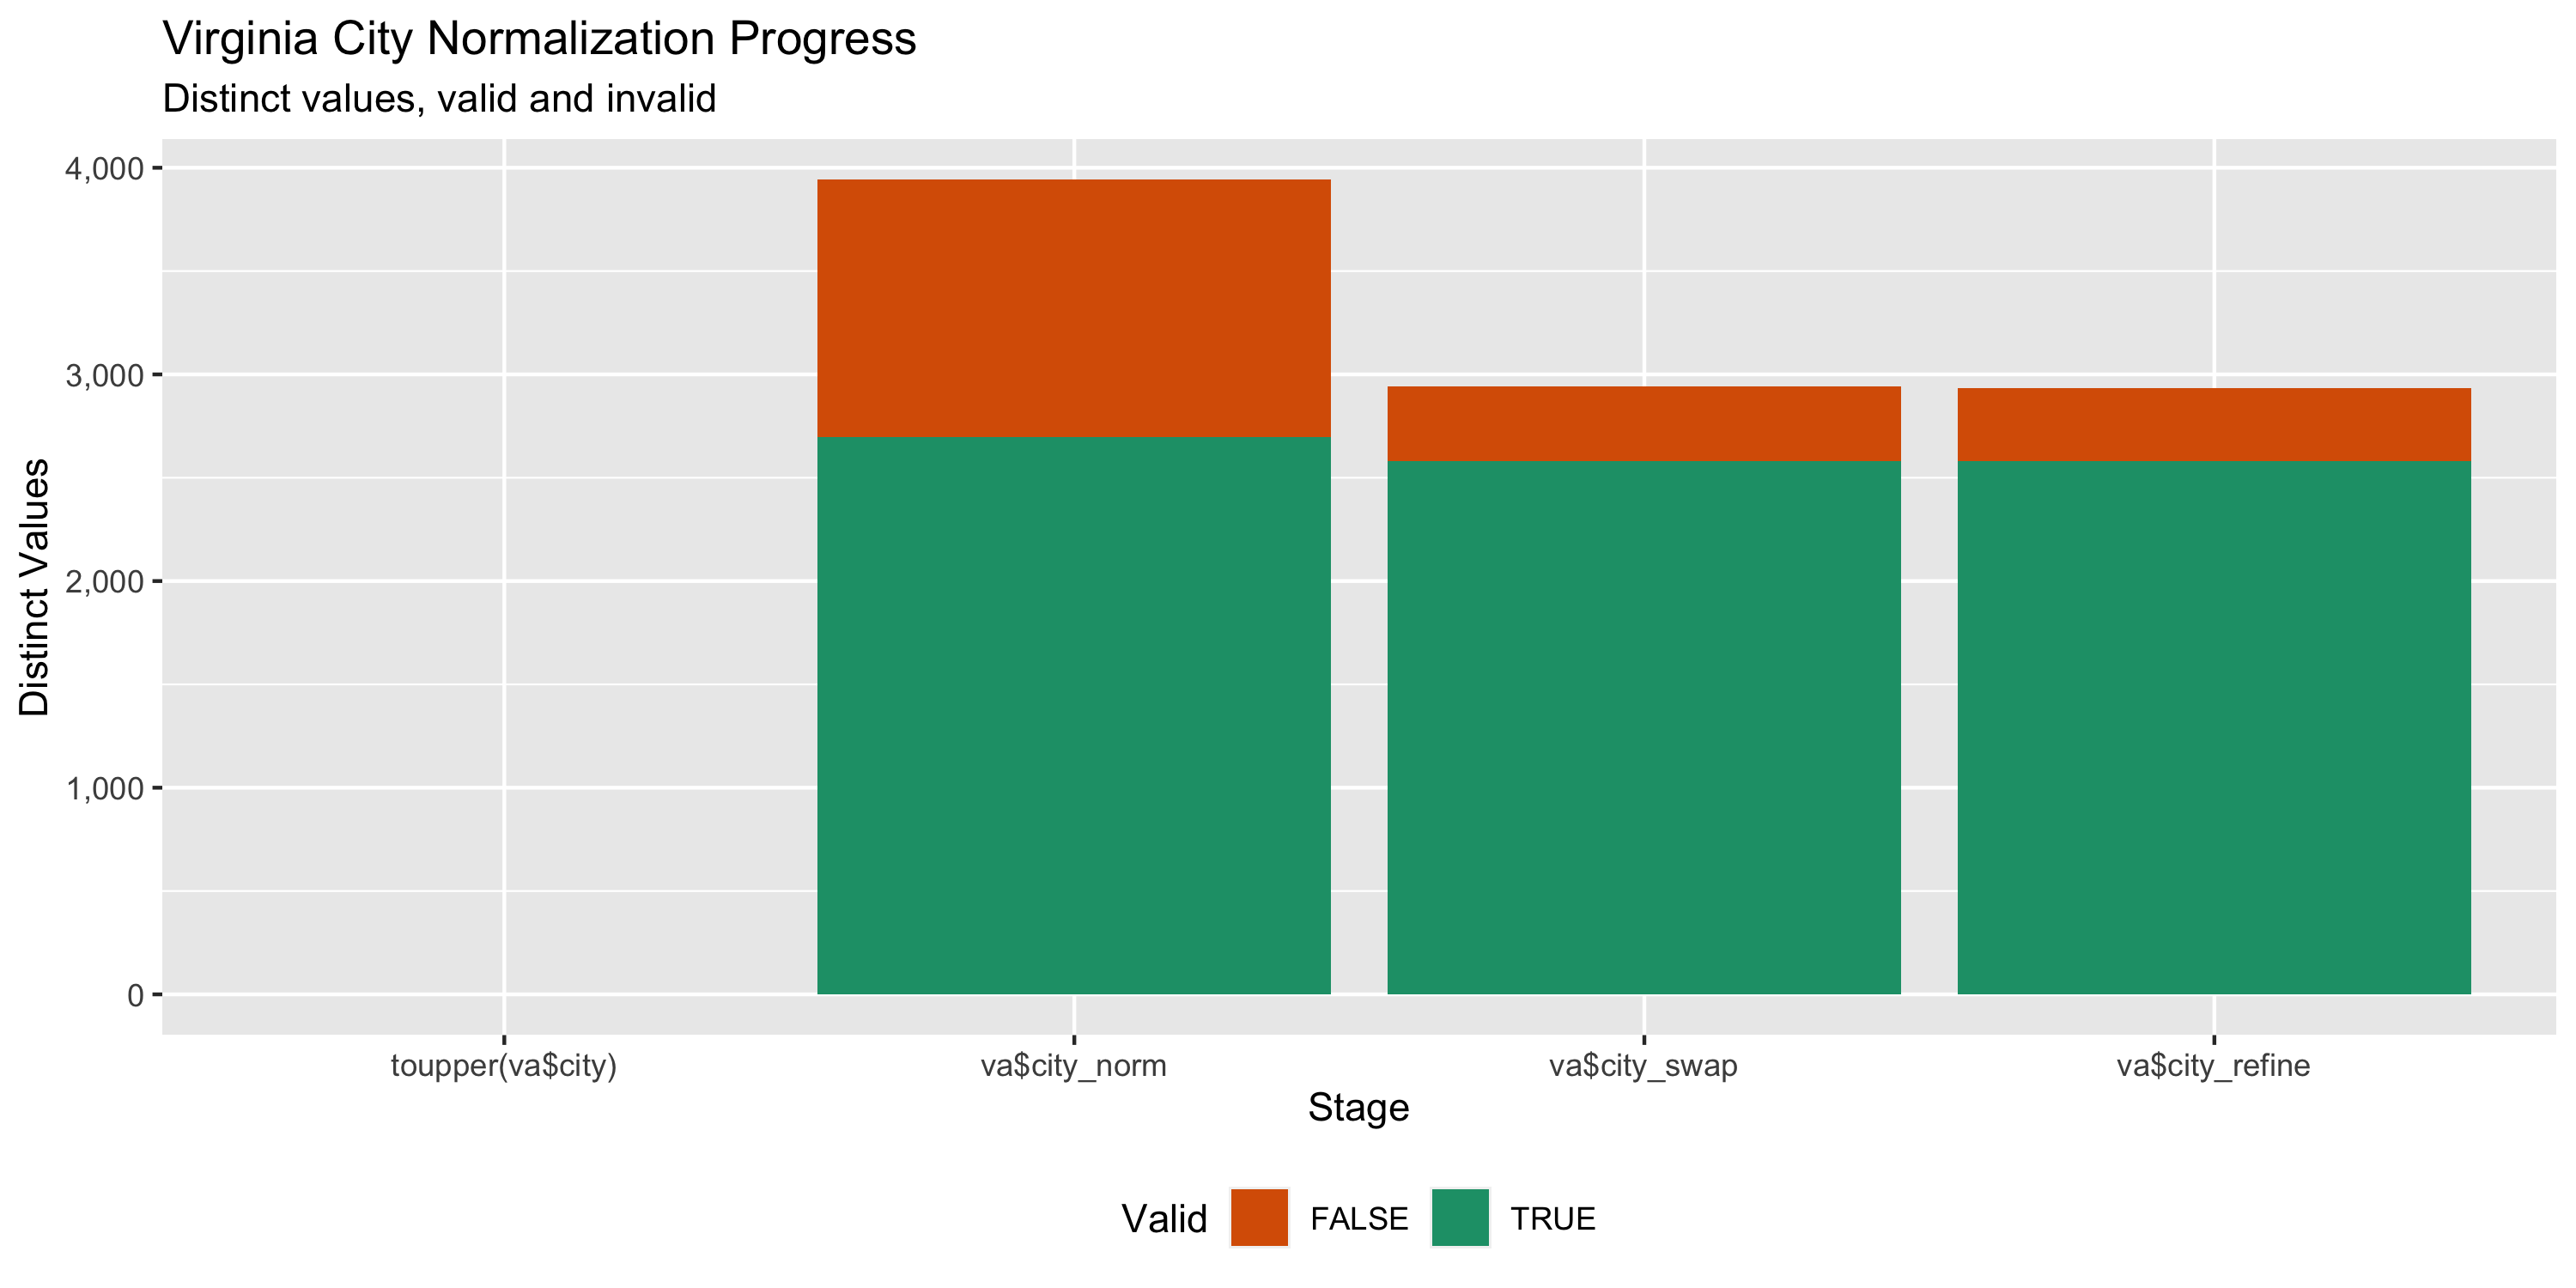 Virginia City Normalization Progress
Distinct values, valid and invalid
Distinct Values
4,000
3,000
2,000
1,000
0
toupper(va$city) va$city_norm va$city_swap va$city_refine
Stage
Valid FALSE TRUE